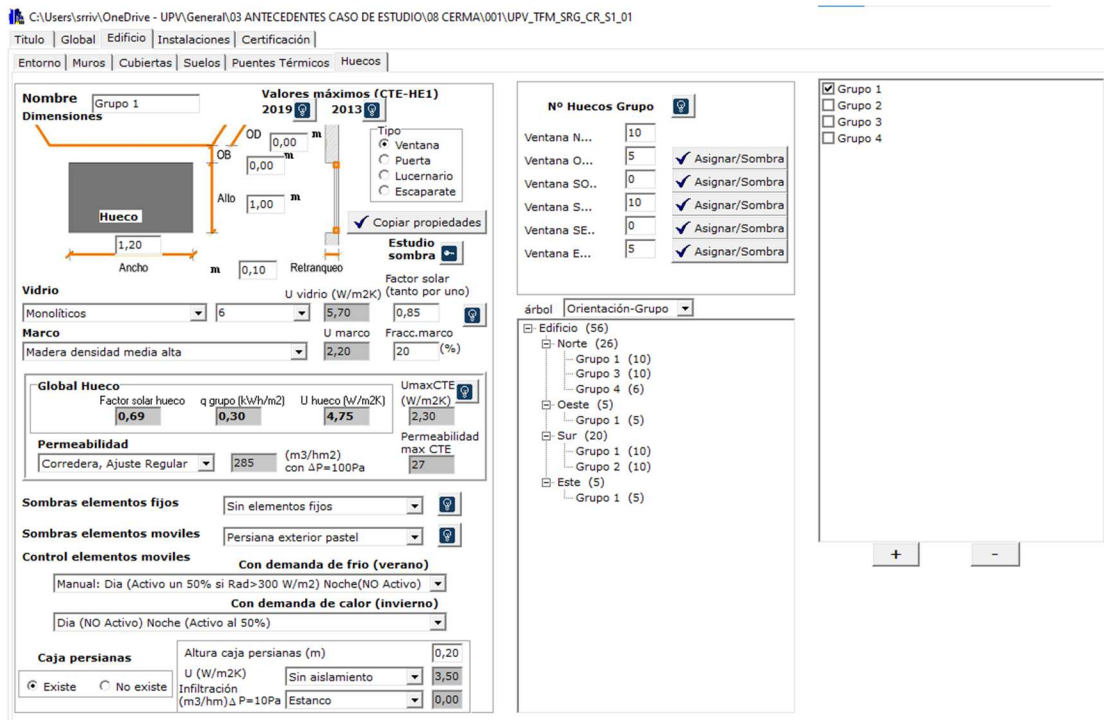 C:\Users\srriv\OneDrive - UPV\General\03 ANTECEDENTES CASO DE ESTUDIO\08 CERMA\001\UPV_TFM_SRG_CR_S1_01
Titulo Global Edificio Instalaciones Certificación
Entorno Muros Cubiertas Suelos Puentes Térmicos Huecos
Nombre Grupo 1
Valores máximos (CTE-HE1)
2019 2013
Dimensiones
OD 0,00 m
OB 0,00 m
Allo 1,00 m
Hueco
1,20
Ancho m 0,10 Retranqueo
Tipo
Ventana
Puerta
Lucernario
Escaparate
Copiar propiedades
Estudio sombra
Vidrio U vidrio (W/m2K) Factor solar (tanto por uno)
Monolíticos 6 5,70 0,85
Marco U marco Fracc.marco
Madera densidad media alta 2,20 20 (%)
Global Hueco
Factor solar hueco q grupo (kWh/m2) U hueco (W/m2K)
0,69 0,30 4,75
UmaxCTE (W/m2K)
2,30
Permeabilidad
Corredera, Ajuste Regular 285 (m3/hm2) con ΔP=100Pa
Permeabilidad max CTE
27
Sombras elementos fijos Sin elementos fijos
Sombras elementos moviles Persiana exterior pastel
Control elementos moviles
Con demanda de frio (verano)
Manual: Dia (Activo un 50% si Rad>300 W/m2) Noche(NO Activo)
Con demanda de calor (invierno)
Dia (NO Activo) Noche (Activo al 50%)
Caja persianas
Existe No existe
Altura caja persianas (m) 0,20
U (W/m2K) Sin aislamiento 3,50
Infiltración (m3/hm)Δ P=10Pa Estanco 0,00
Nº Huecos Grupo
Ventana N... 10
Ventana O... 5 Asignar/Sombra
Ventana SO.. 0 Asignar/Sombra
Ventana S... 10 Asignar/Sombra
Ventana SE.. 0 Asignar/Sombra
Ventana E... 5 Asignar/Sombra
árbol Orientación-Grupo
Edificio (56)
Norte (26)
Grupo 1 (10)
Grupo 3 (10)
Grupo 4 (6)
Oeste (5)
Grupo 1 (5)
Sur (20)
Grupo 1 (10)
Grupo 2 (10)
Este (5)
Grupo 1 (5)
Grupo 1
Grupo 2
Grupo 3
Grupo 4
+ -